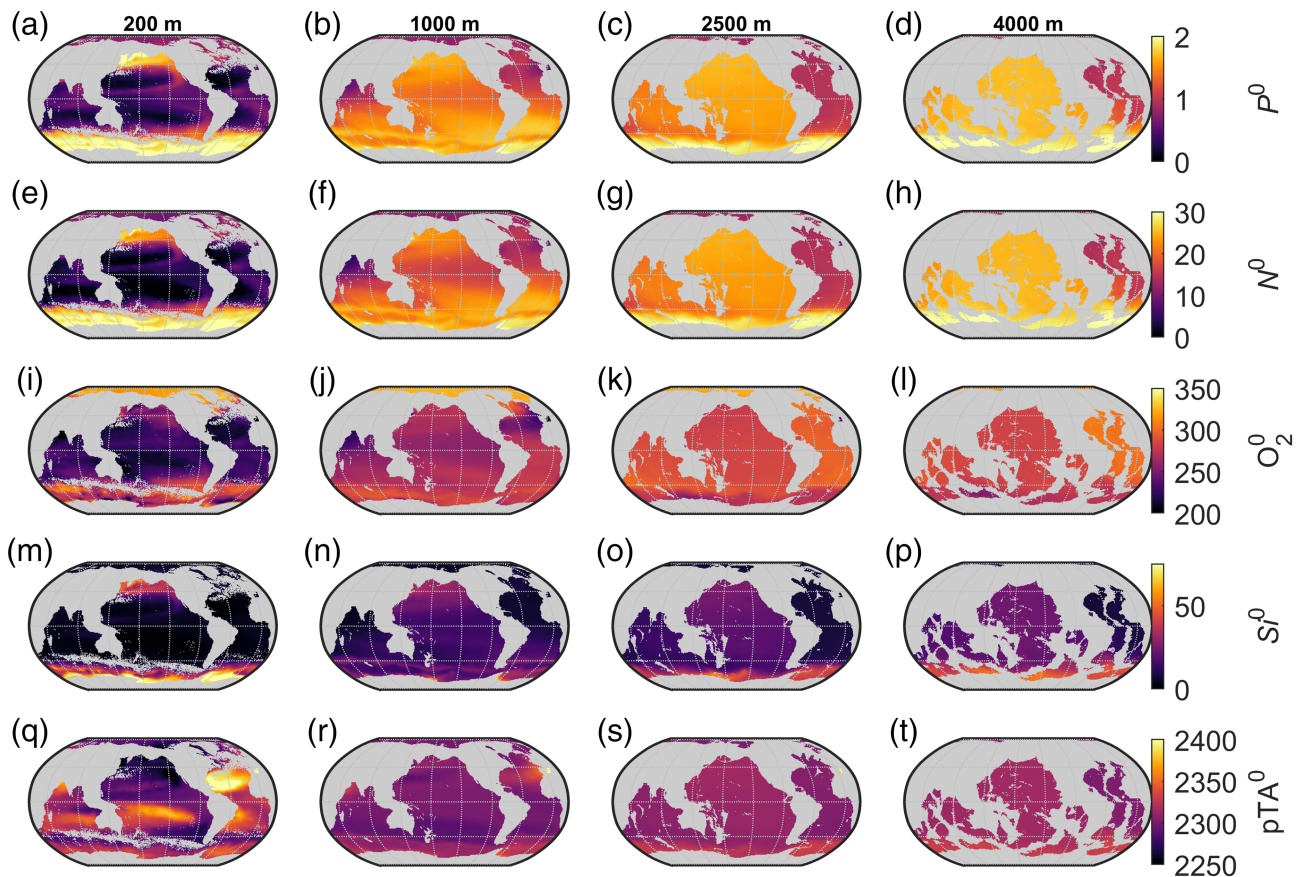 (a) 200 m (b) 1000 m (c) 2500 m (d) 4000 m
2
1
0
P⁰
(e) (f) (g) (h)
30
20
10
0
N⁰
(i) (j) (k) (l)
350
300
250
200
O₂⁰
(m) (n) (o) (p)
50
0
Si⁰
(q) (r) (s) (t)
2400
2350
2300
2250
pTA⁰